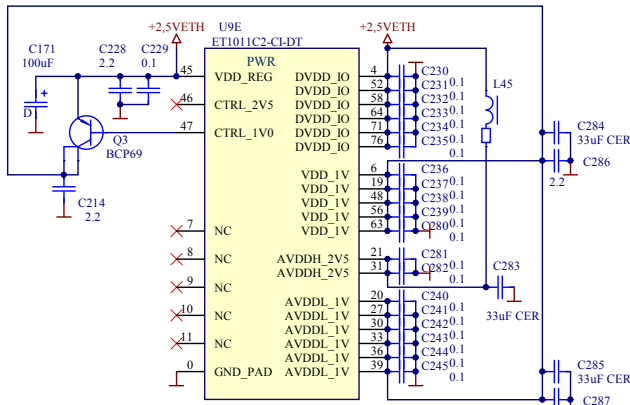 +2,5VETH
U9E
ET1011C2-CI-DT
+2,5VETH
PWR
C171
100uF
C228
2.2
C229
0.1
D
+
Q3
BCP69
C214
2.2
45 VDD_REG
46 CTRL_2V5
47 CTRL_1V0
7 NC
8 NC
9 NC
10 NC
11 NC
0 GND_PAD
DVDD_IO 4
DVDD_IO 52
DVDD_IO 58
DVDD_IO 64
DVDD_IO 71
DVDD_IO 76
VDD_1V 6
VDD_1V 19
VDD_1V 48
VDD_1V 56
VDD_1V 63
AVDDH_2V5 21
AVDDH_2V5 31
AVDDL_1V 20
AVDDL_1V 27
AVDDL_1V 30
AVDDL_1V 33
AVDDL_1V 36
AVDDL_1V 39
C230
0.1
C231
0.1
C232
0.1
C233
0.1
C234
0.1
C235
0.1
C236
0.1
C237
0.1
C238
0.1
C239
0.1
C280
0.1
C281
0.1
C282
0.1
C240
0.1
C241
0.1
C242
0.1
C243
0.1
C244
0.1
C245
0.1
L45
C283
33uF CER
C284
33uF CER
C286
2.2
C285
33uF CER
C287